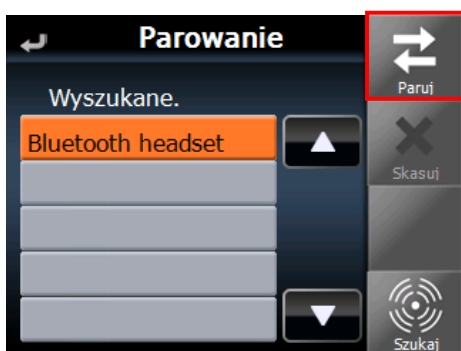 Parowanie
Paruj
Wyszukane.
Bluetooth headset
Skasuj
Szukaj